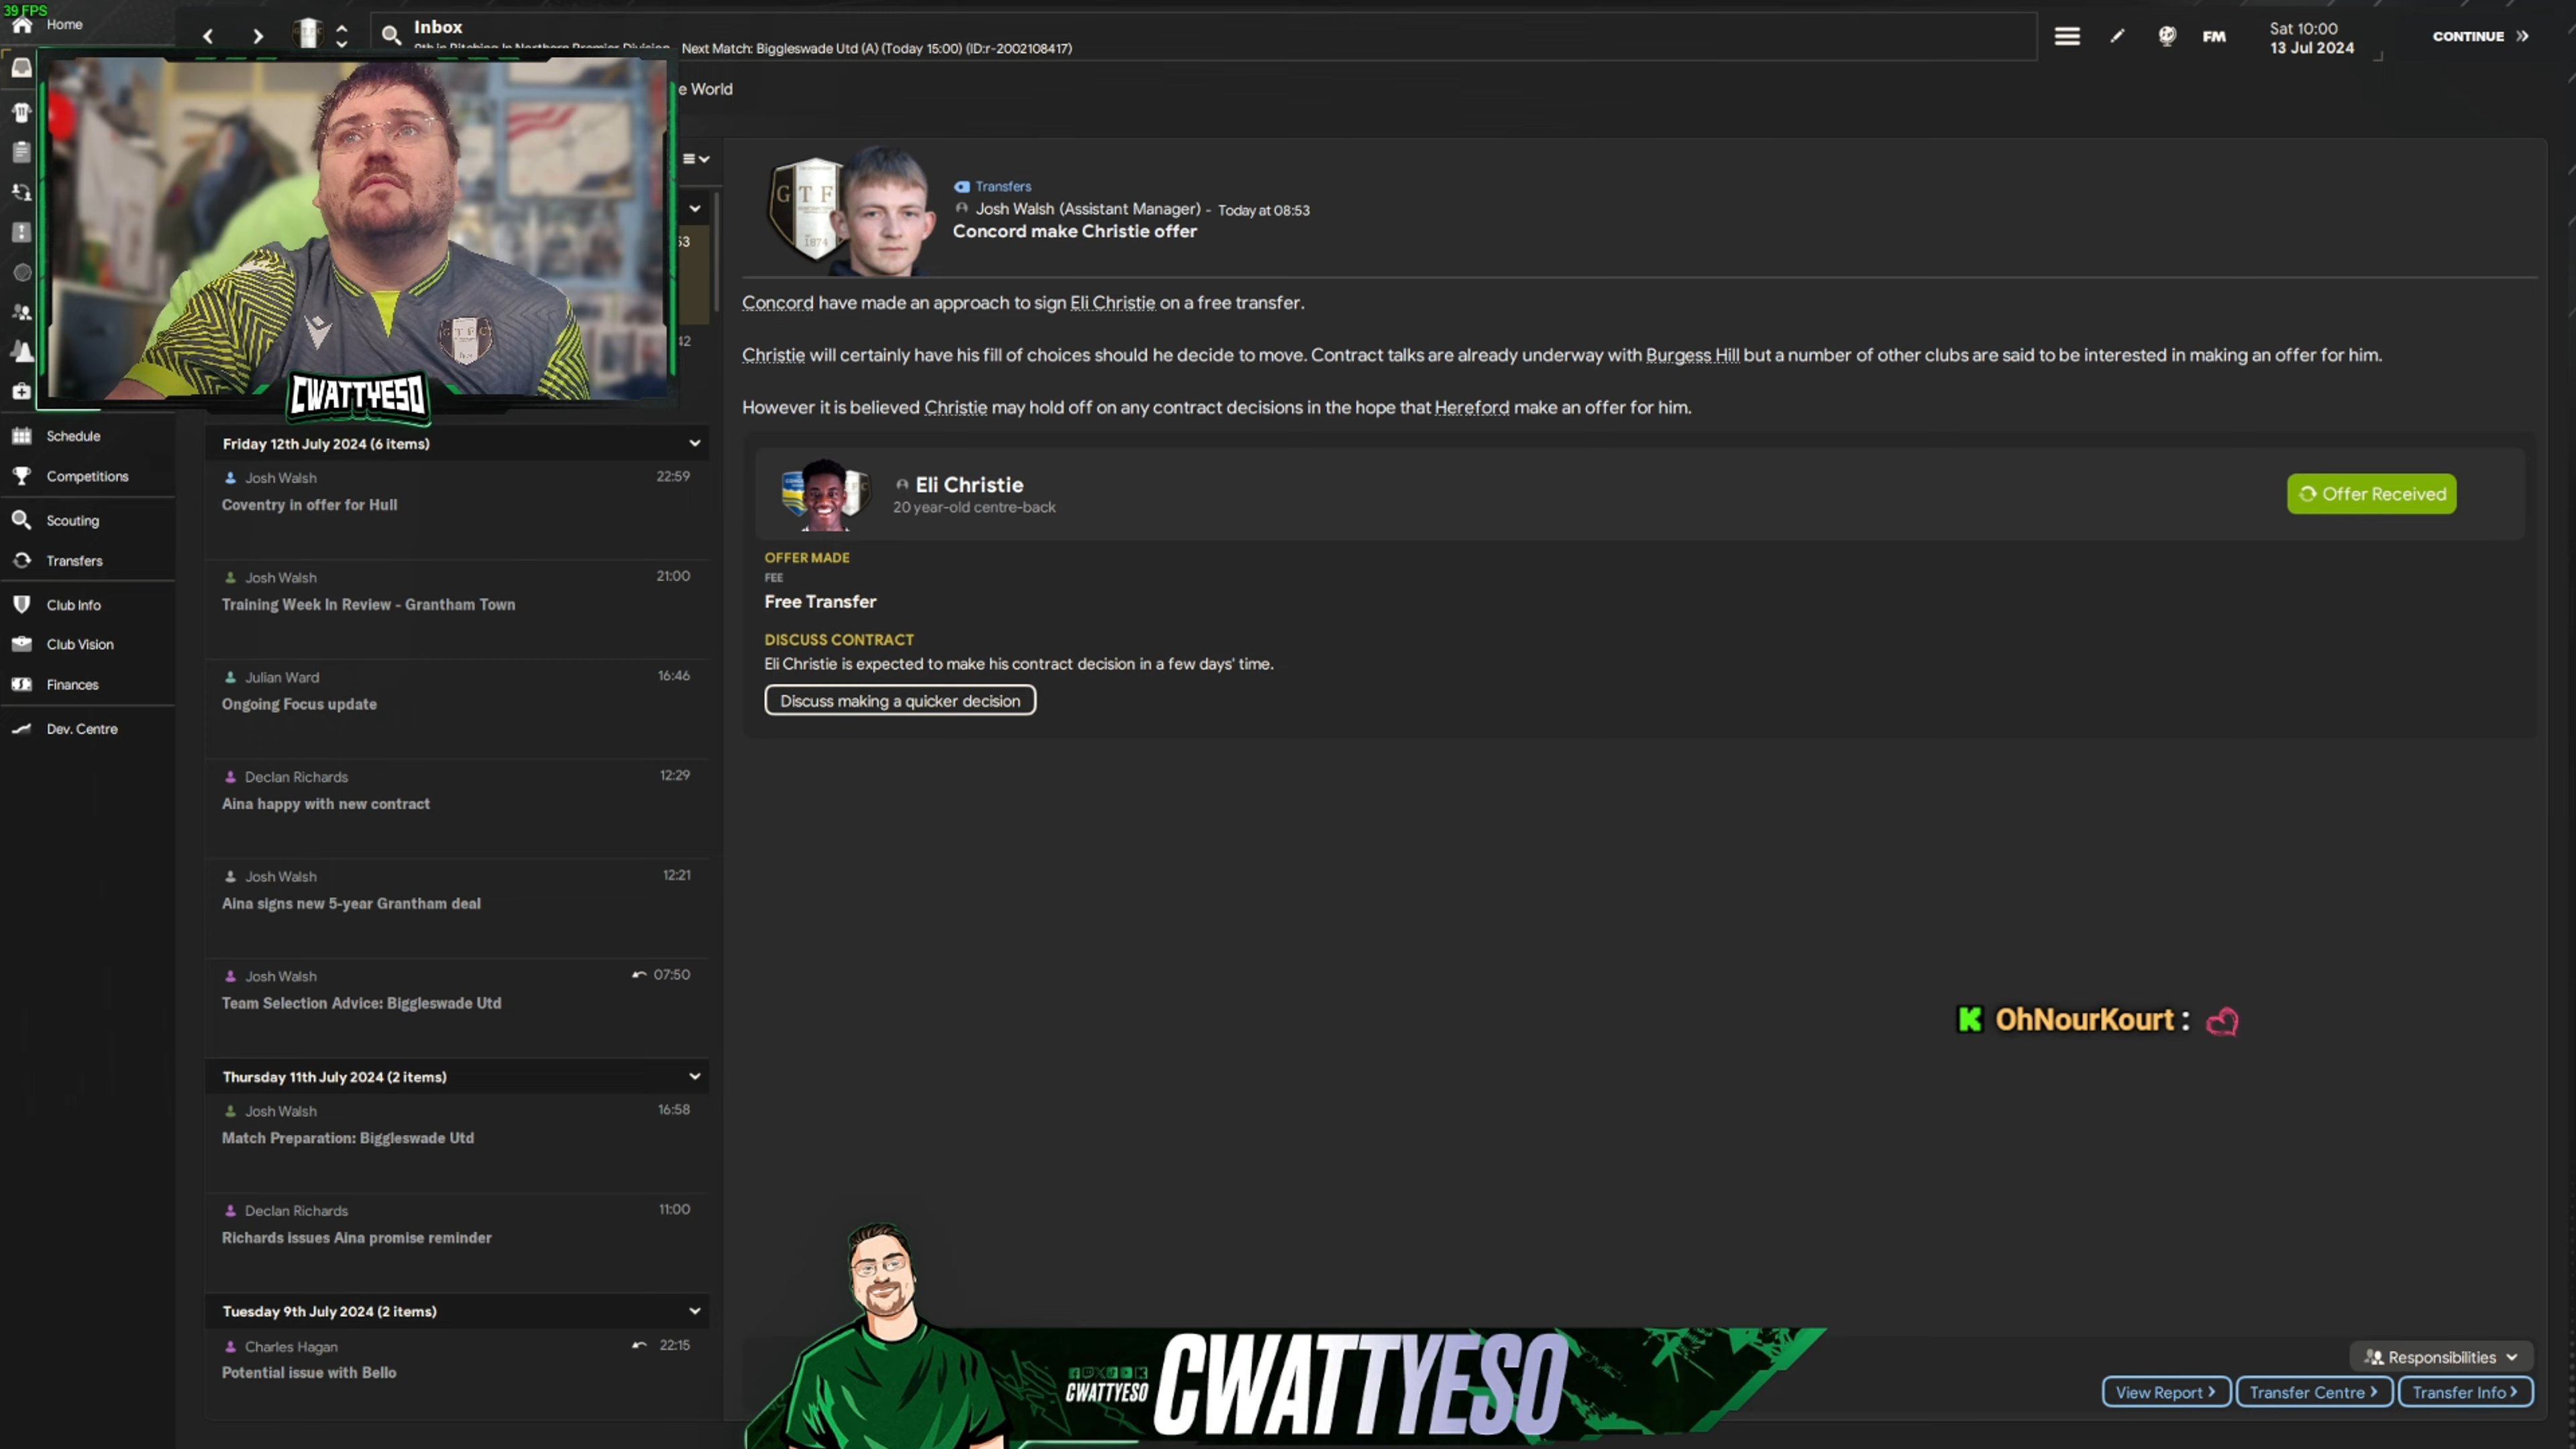 39 FPS
Home
Inbox
Next Match: Biggleswade Utd (A) (Today 15:00) (ID:r-2002108417)
FM
Sat 10:00
13 Jul 2024
CONTINUE
e World
CWATTYESO
Schedule
Competitions
Scouting
Transfers
Club Info
Club Vision
Finances
Dev. Centre
53
42
Friday 12th July 2024 (6 items)
Josh Walsh 22:59
Coventry in offer for Hull
Josh Walsh 21:00
Training Week In Review - Grantham Town
Julian Ward 16:46
Ongoing Focus update
Declan Richards 12:29
Aina happy with new contract
Josh Walsh 12:21
Aina signs new 5-year Grantham deal
Josh Walsh 07:50
Team Selection Advice: Biggleswade Utd
Thursday 11th July 2024 (2 items)
Josh Walsh 16:58
Match Preparation: Biggleswade Utd
Declan Richards 11:00
Richards issues Aina promise reminder
Tuesday 9th July 2024 (2 items)
Charles Hagan 22:15
Potential issue with Bello
GTF
1874
Transfers
Josh Walsh (Assistant Manager) - Today at 08:53
Concord make Christie offer
Concord have made an approach to sign Eli Christie on a free transfer.
Christie will certainly have his fill of choices should he decide to move. Contract talks are already underway with Burgess Hill but a number of other clubs are said to be interested in making an offer for him.
However it is believed Christie may hold off on any contract decisions in the hope that Hereford make an offer for him.
Eli Christie
20 year-old centre-back
Offer Received
OFFER MADE
FEE
Free Transfer
DISCUSS CONTRACT
Eli Christie is expected to make his contract decision in a few days' time.
Discuss making a quicker decision
K OhNourKourt :
CWATTYESO
CWATTYESO
Responsibilities
View Report
Transfer Centre
Transfer Info